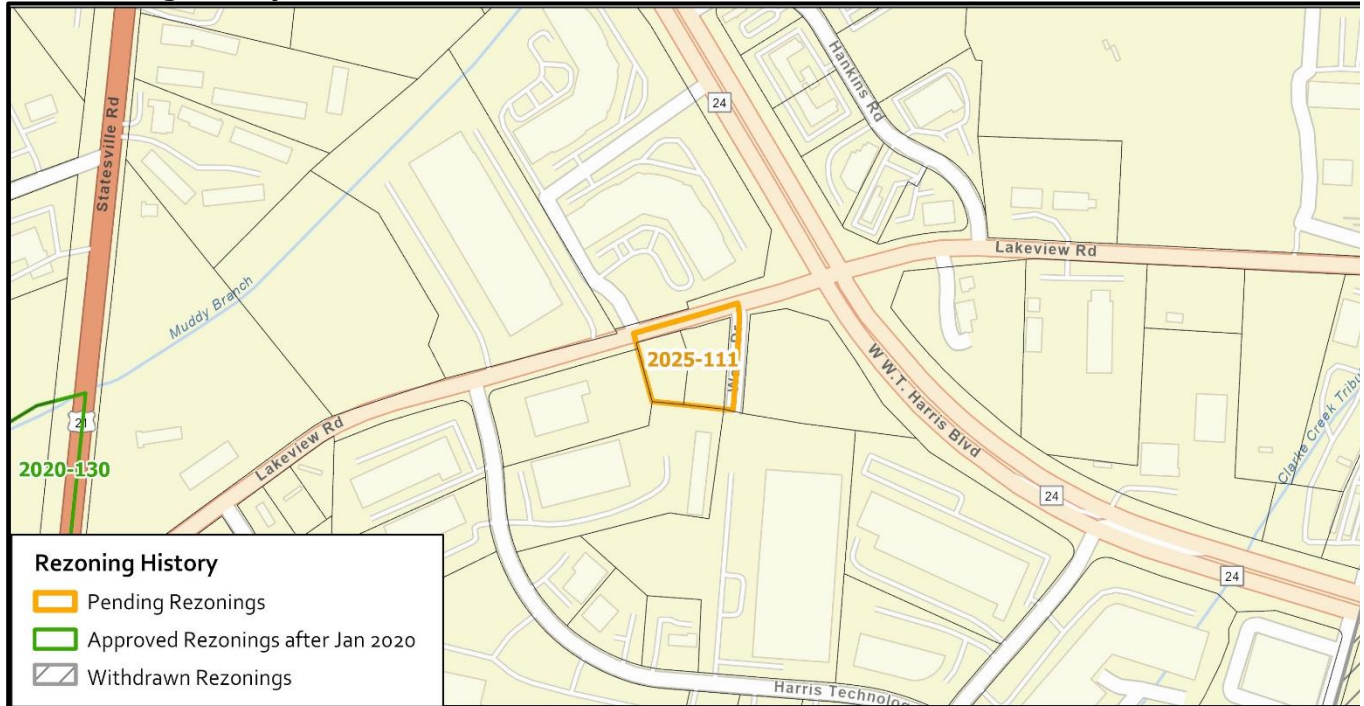 Statesville Rd
24
Hankins Rd
Lakeview Rd
Muddy Branch
2025-111
21
2020-130
Lakeview Rd
W W.T. Harris Blvd
24
24
Rezoning History
Pending Rezonings
Approved Rezonings after Jan 2020
Withdrawn Rezonings